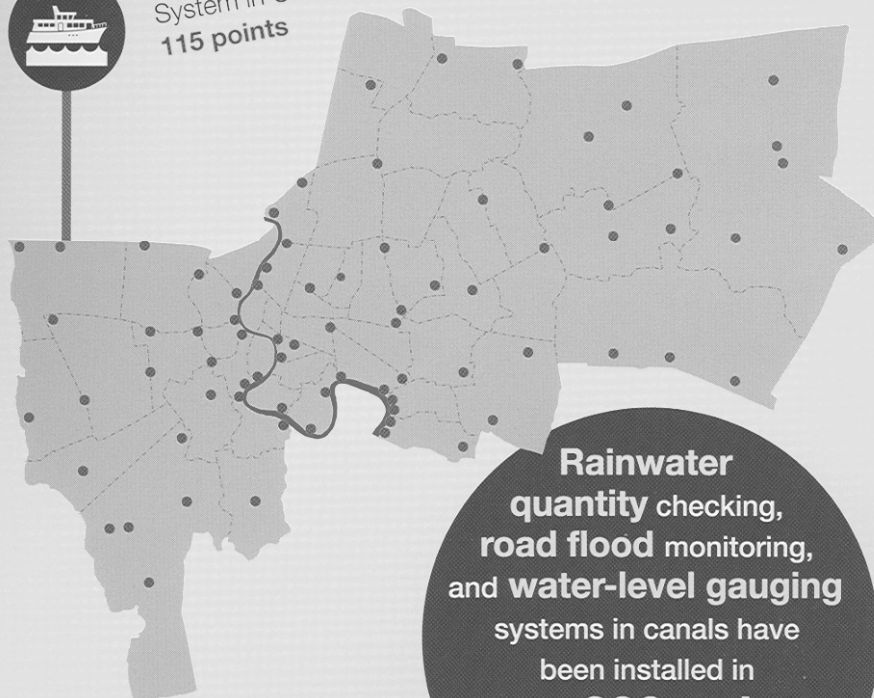 System in
115 points
Rainwater
quantity checking,
road flood monitoring,
and water-level gauging
systems in canals have
been installed in